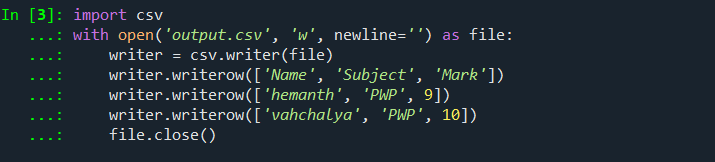 In [3]: import csv
   ...: with open('output.csv', 'w', newline='') as file:
   ...:     writer = csv.writer(file)
   ...:     writer.writerow(['Name', 'Subject', 'Mark'])
   ...:     writer.writerow(['hemanth', 'PWP', 9])
   ...:     writer.writerow(['vahchalya', 'PWP', 10])
   ...:     file.close()